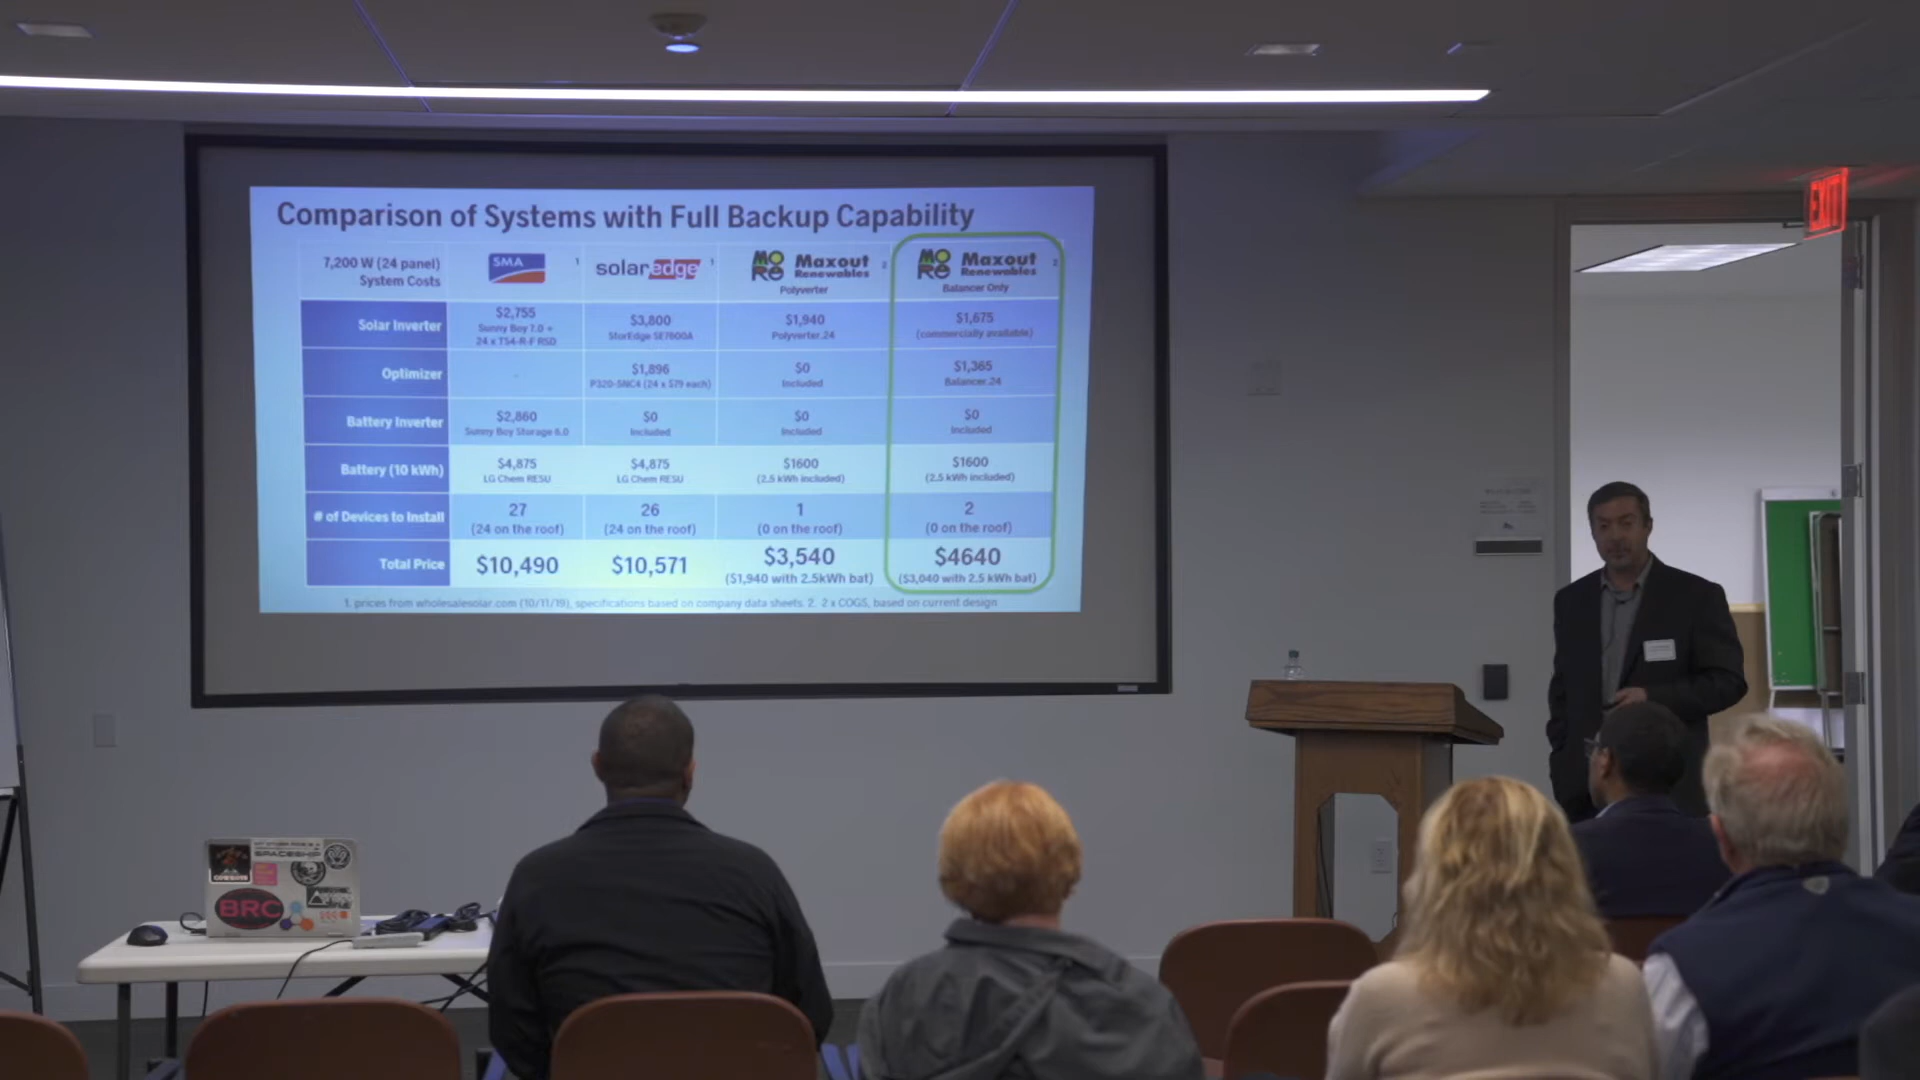 Comparison of Systems with Full Backup Capability
7,200 W (24 panel)
System Costs
SMA
1
solaredge
1
MORE
Maxout
Renewables
2
Polyverter
MORE
Maxout
Renewables
2
Balancer Only
Solar Inverter
$2,755
Sunny Boy 7.0 +
24 x TS4-R-F RSD
$3,800
StorEdge SE7600A
$1,940
Polyverter.24
$1,675
(commercially available)
Optimizer
-
$1,896
P320-5NC4 (24 x $79 each)
$0
Included
$1,365
Balancer.24
Battery Inverter
$2,860
Sunny Boy Storage 6.0
$0
Included
$0
Included
$0
Included
Battery (10 kWh)
$4,875
LG Chem RESU
$4,875
LG Chem RESU
$1600
(2.5 kWh included)
$1600
(2.5 kWh included)
# of Devices to Install
27
(24 on the roof)
26
(24 on the roof)
1
(0 on the roof)
2
(0 on the roof)
Total Price
$10,490
$10,571
$3,540
($1,940 with 2.5kWh bat)
$4640
($3,040 with 2.5 kWh bat)
1. prices from wholesalesolar.com (10/11/19), specifications based on company data sheets. 2. 2 x COGS, based on current design
EXIT
SPACESHIP
BRC